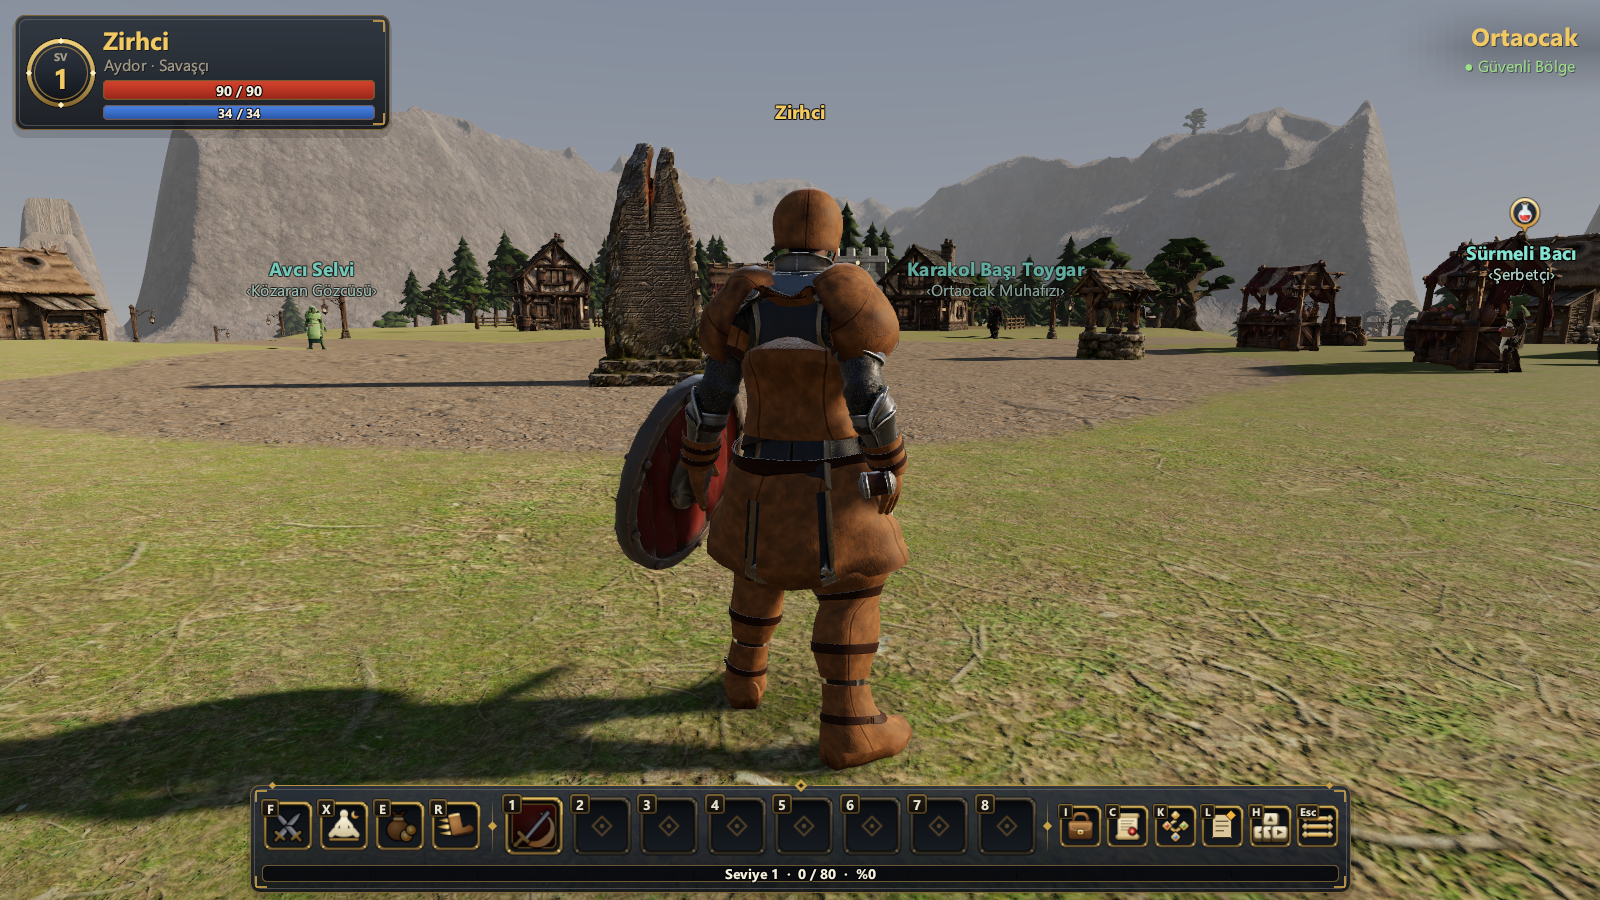 SV
1
Zirhci
Aydor · Savaşçı
90 / 90
34 / 34
Ortaocak
Güvenli Bölge
Zirhci
Avcı Selvi
‹Közaran Gözcüsü›
Karakol Başı Toygar
‹Ortaocak Muhafızı›
Sürmeli Bacı
‹Şerbetçi›
F
X
E
R
1
2
3
4
5
6
7
8
I
C
K
L
H
Esc
Seviye 1 · 0 / 80 · %0